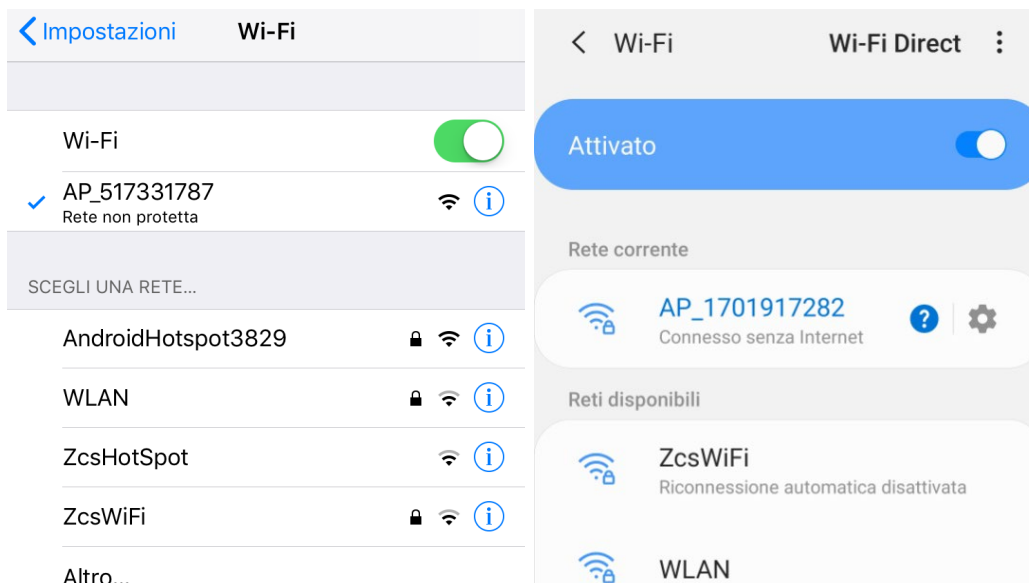 Impostazioni Wi-Fi
Wi-Fi
AP_517331787
Rete non protetta
SCEGLI UNA RETE...
AndroidHotspot3829
WLAN
ZcsHotSpot
ZcsWiFi
Altro...
Wi-Fi Wi-Fi Direct
Attivato
Rete corrente
AP_1701917282
Connesso senza Internet
Reti disponibili
ZcsWiFi
Riconnessione automatica disattivata
WLAN